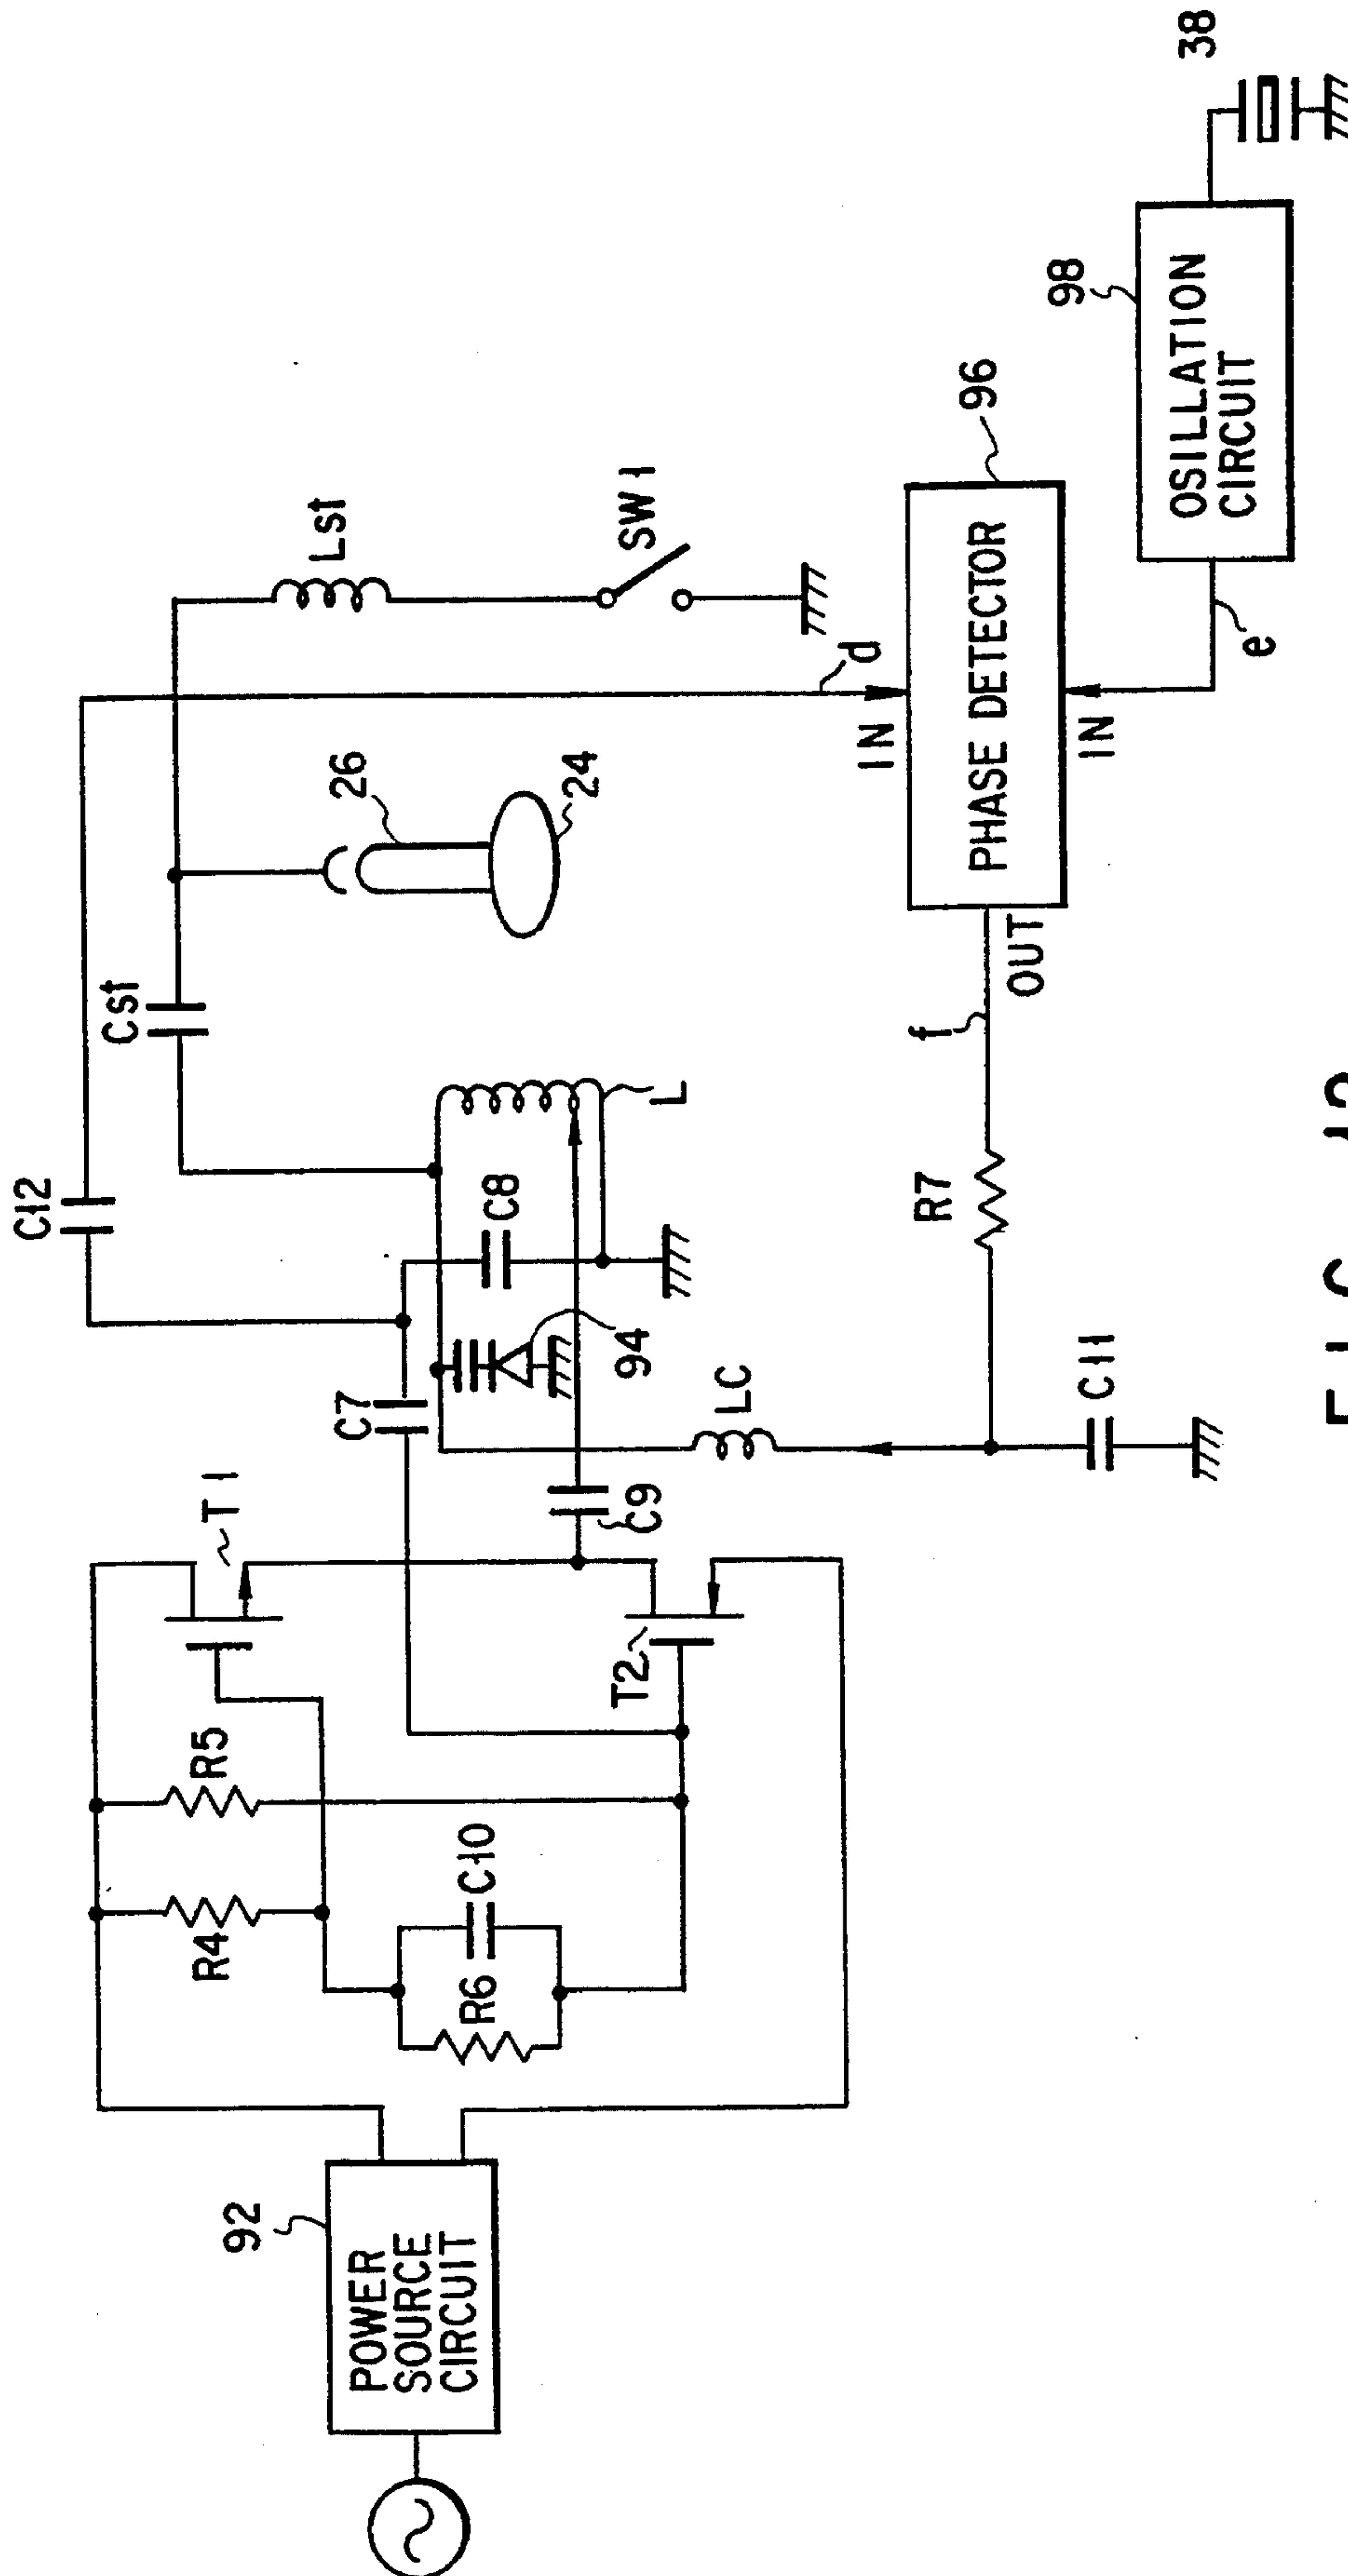 92
POWER
SOURCE
CIRCUIT
R4
R5
R6
C10
T1
T2
C7
C12
C9
94
C8
L
Cst
LC
C11
R7
f
OUT
26
24
Lst
SW1
d
IN
PHASE DETECTOR
96
IN
e
98
OSILLATION
CIRCUIT
38